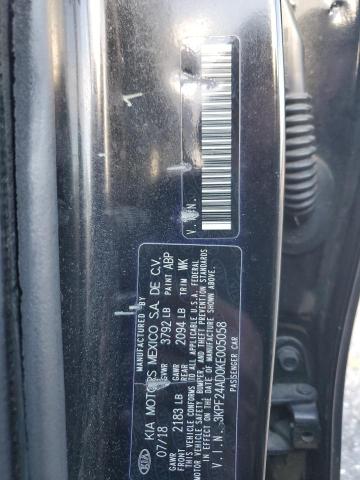 MANUFACTURED BY
KIA MOTORS MEXICO S.A. DE C.V.
07/18 3792 LB PAINT ABP
GAWR FRONT 2183 LB GAWR REAR 2094 LB TRIM WK
THIS VEHICLE CONFORMS TO ALL APPLICABLE U.S.A. FEDERAL
MOTOR VEHICLE SAFETY, BUMPER, AND THEFT PREVENTION STANDARDS
IN EFFECT ON THE DATE OF MANUFACTURE SHOWN ABOVE.
V.I.N. 3KPF24AD0KE005058
PASSENGER CAR
V.I.N.
KIA